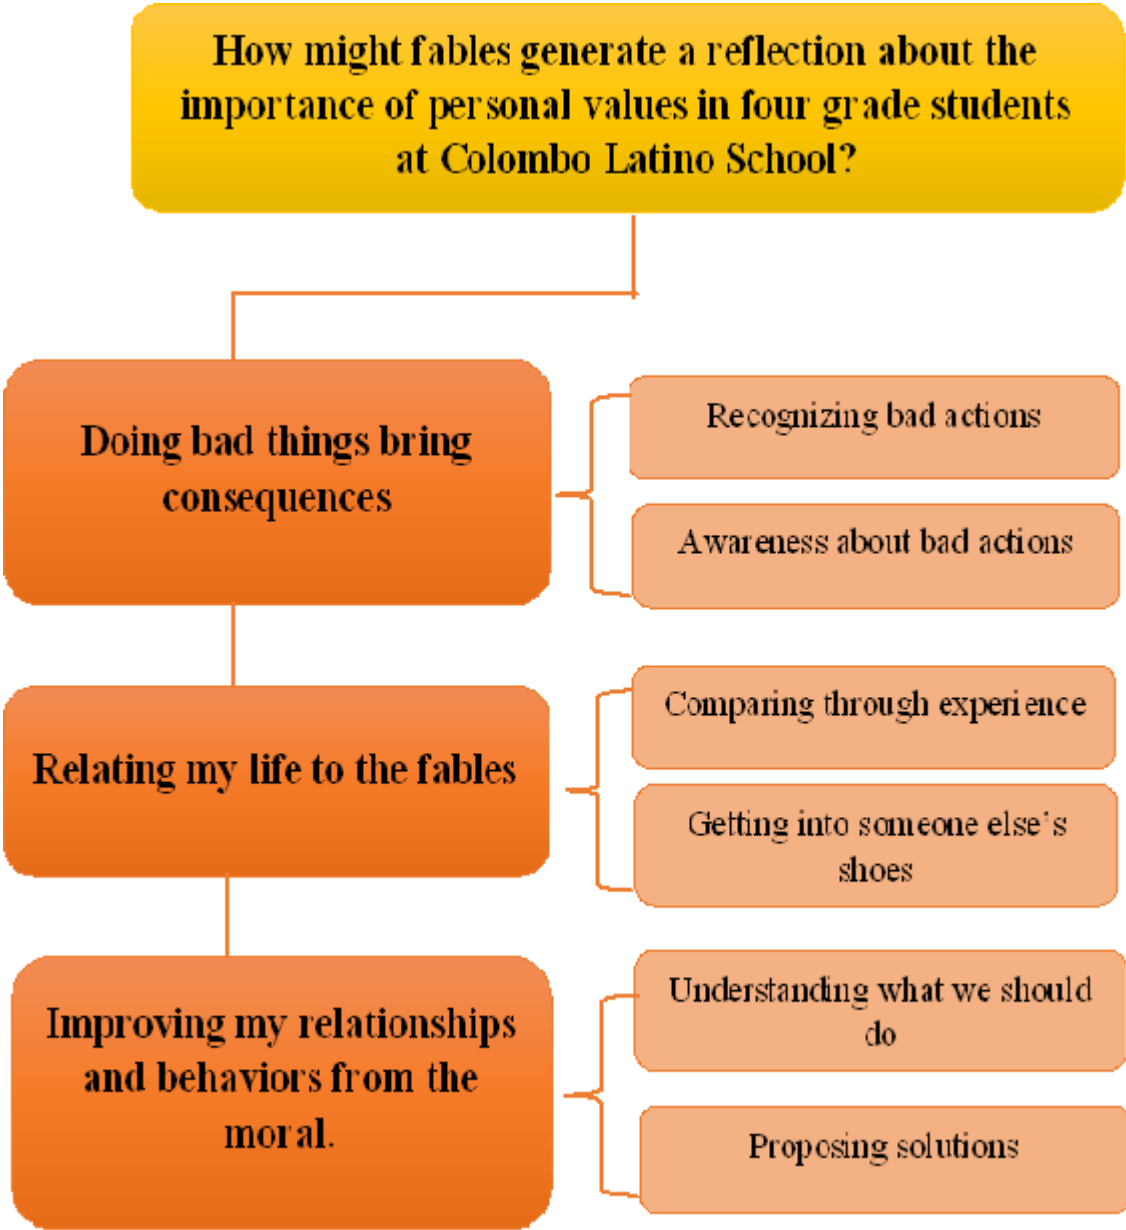 How might fables generate a reflection about the
importance of personal values in four grade students
at Colombo Latino School?
Doing bad things bring
consequences
Recognizing bad actions
Awareness about bad actions
Relating my life to the fables
Comparing through experience
Getting into someone else's
shoes
Improving my relationships
and behaviors from the
moral.
Understanding what we should
do
Proposing solutions